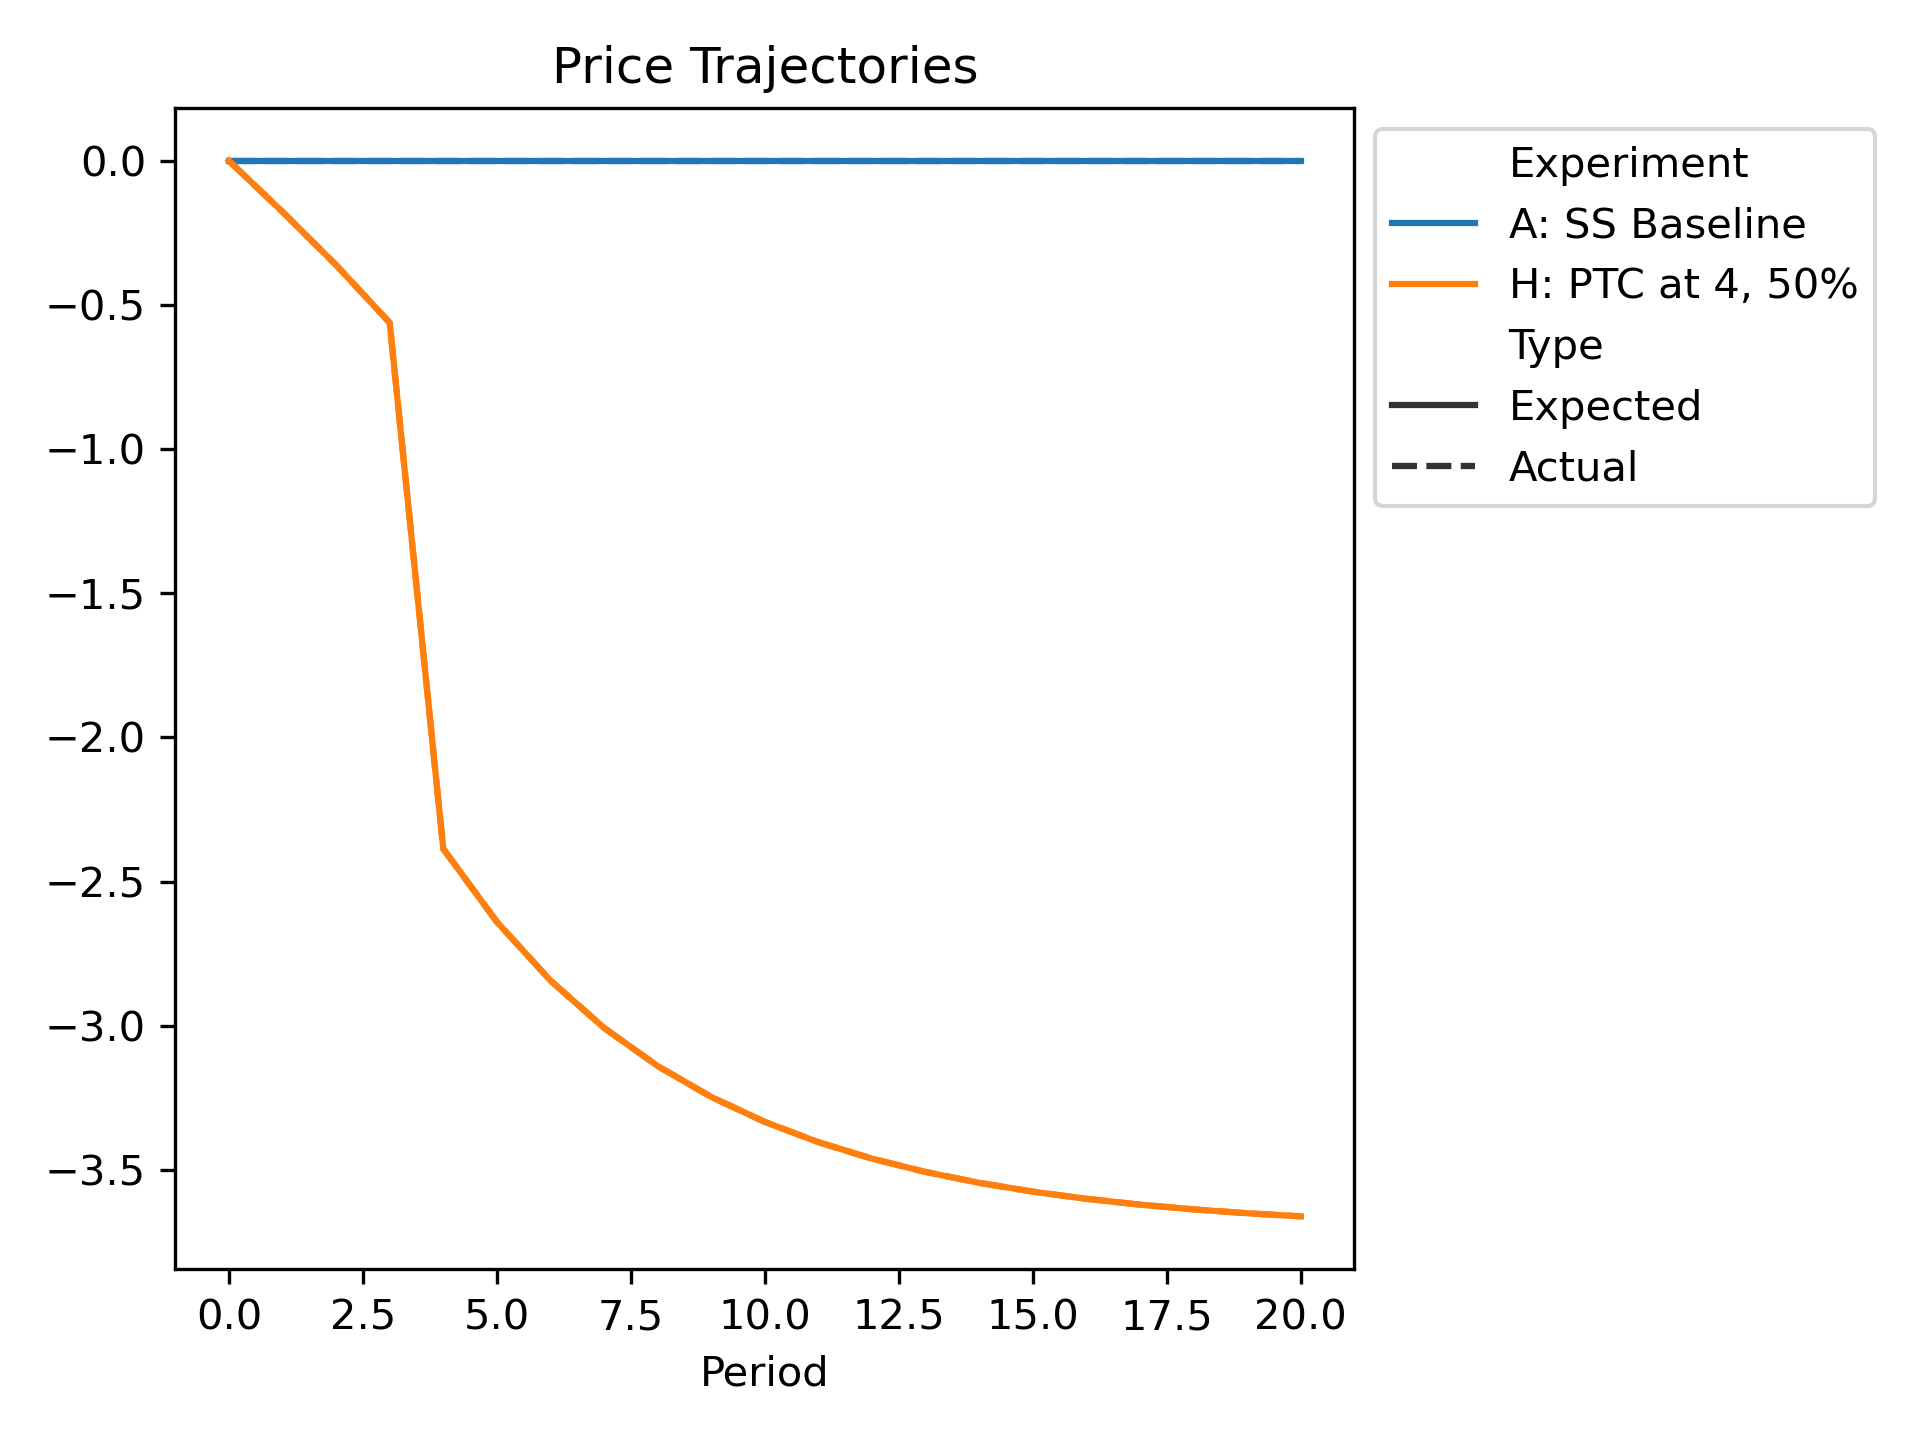 Price Trajectories
0.0
−0.5
−1.0
−1.5
−2.0
−2.5
−3.0
−3.5
0.0 2.5 5.0 7.5 10.0 12.5 15.0 17.5 20.0
Period
Experiment
A: SS Baseline
H: PTC at 4, 50%
Type
Expected
Actual